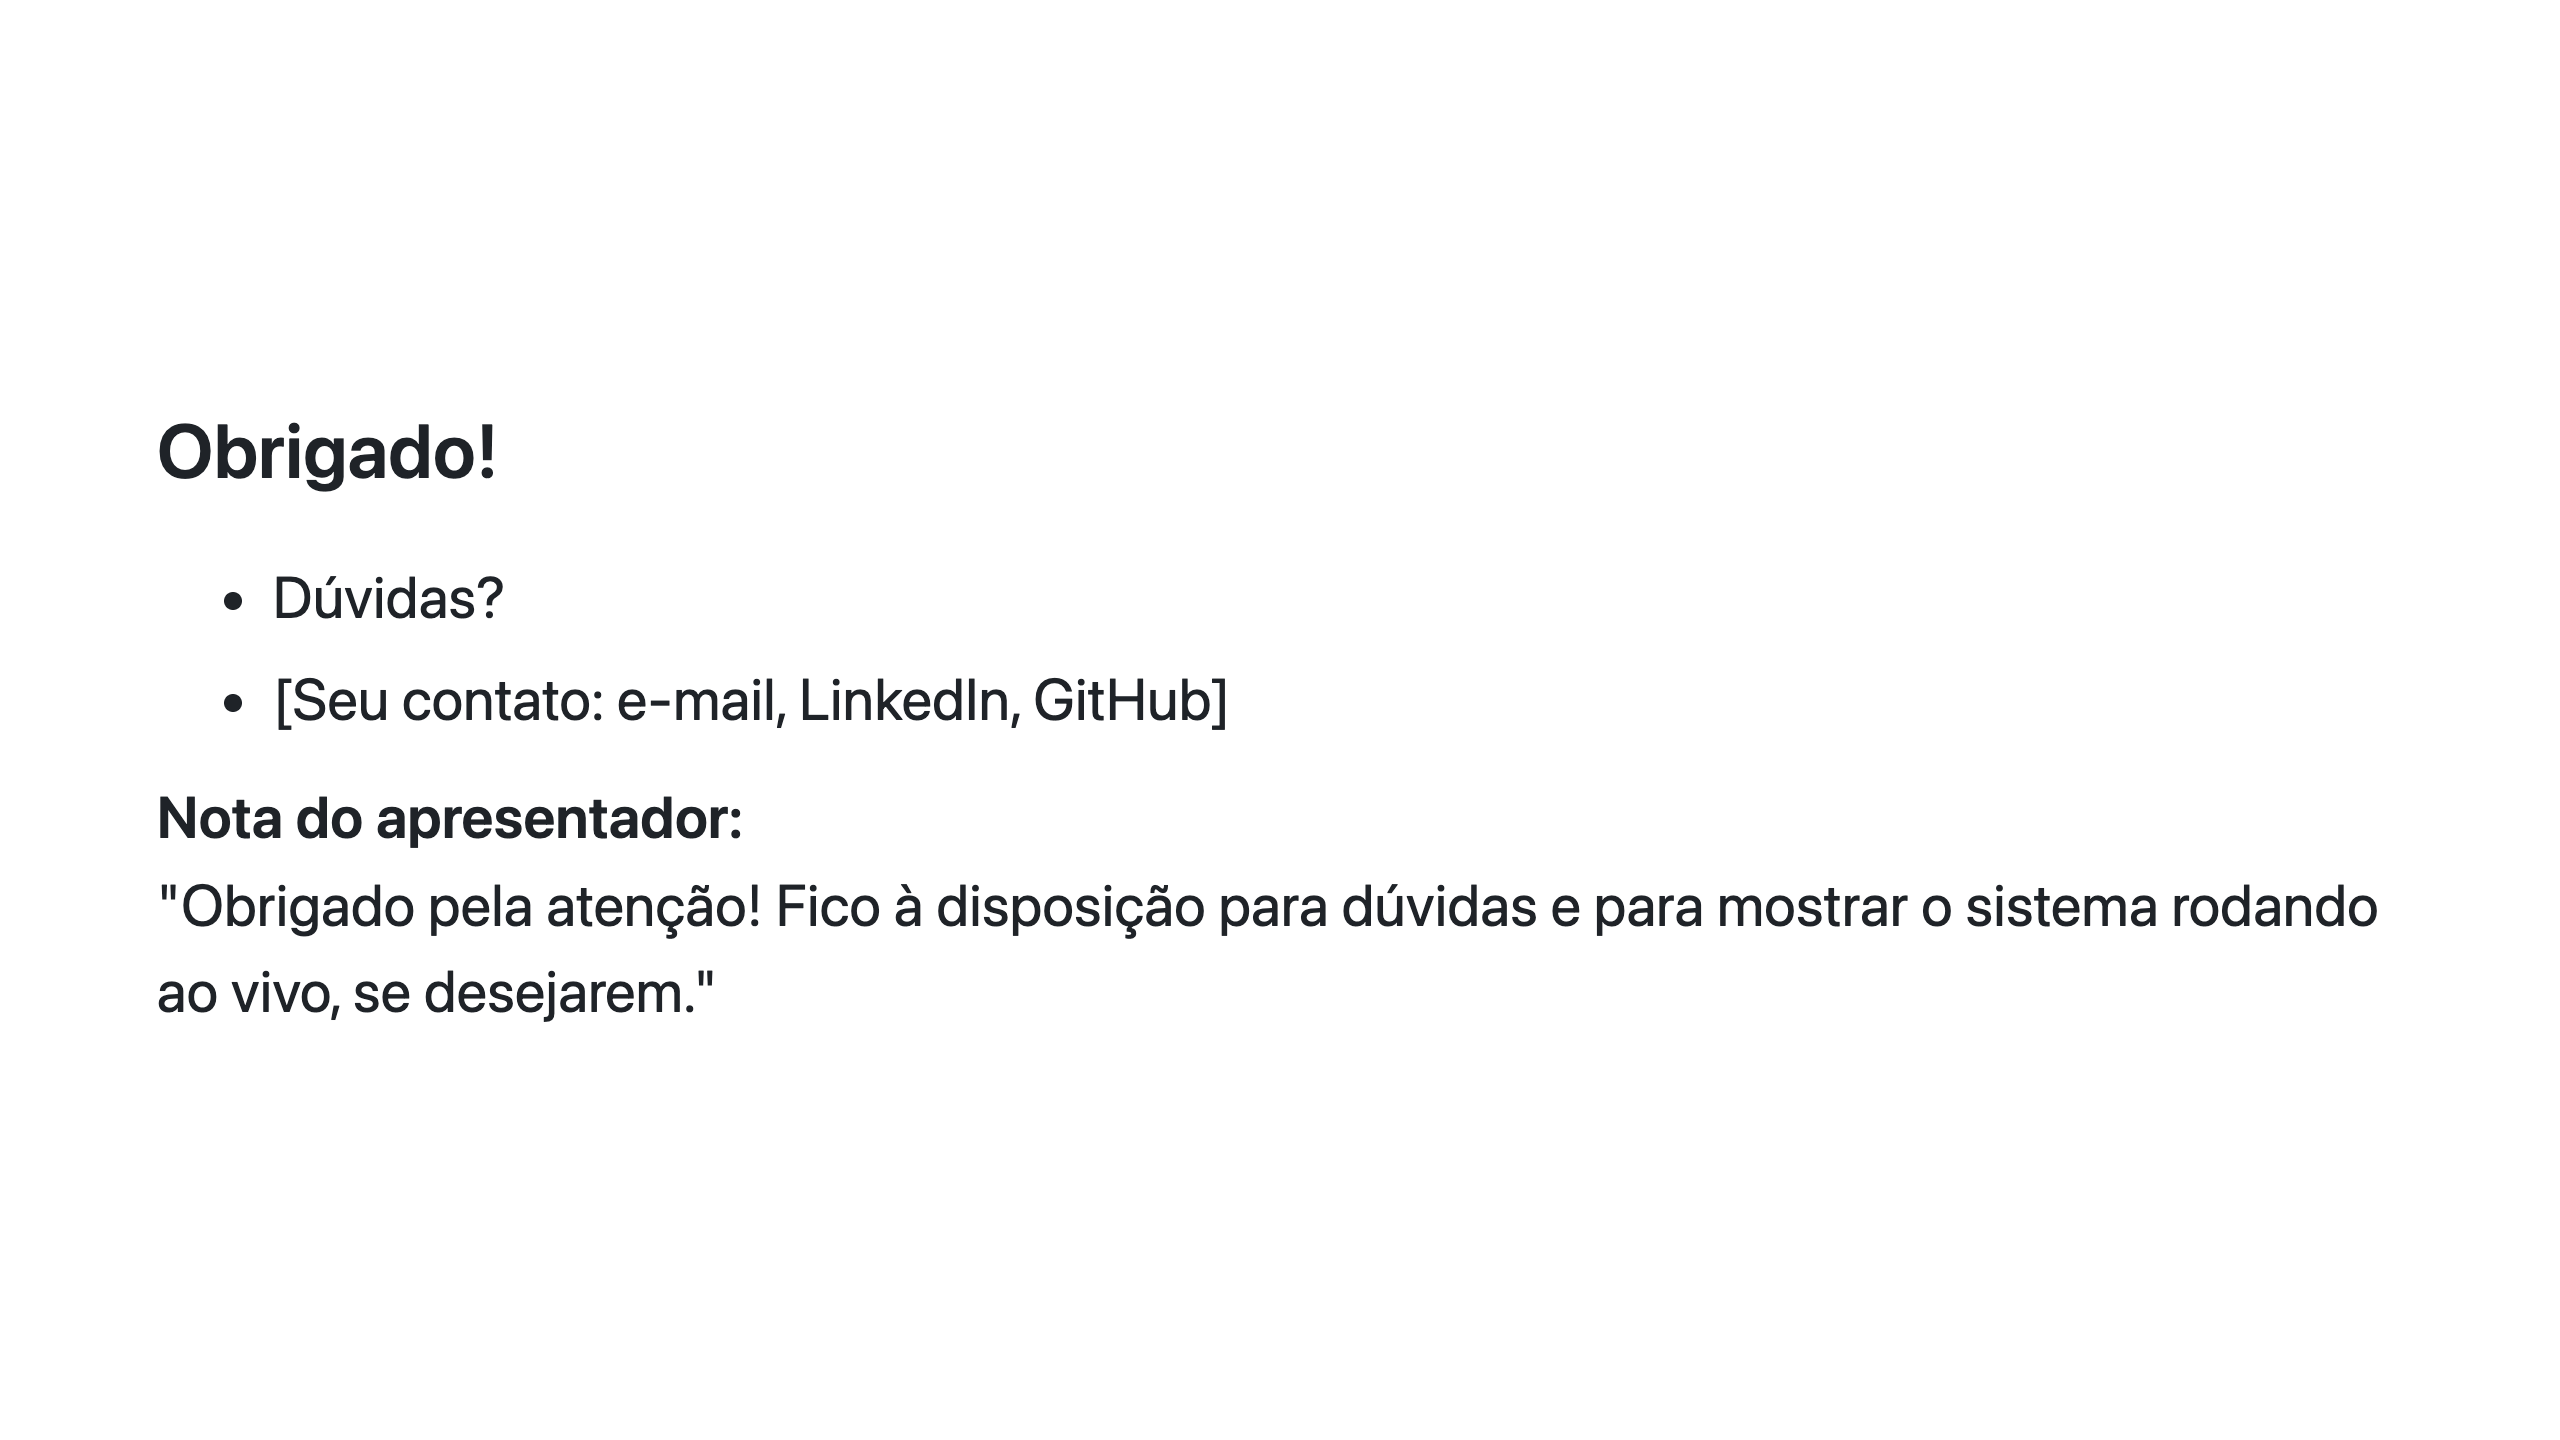 Obrigado!
• Dúvidas?
• [Seu contato: e-mail, LinkedIn, GitHub]
Nota do apresentador:
"Obrigado pela atenção! Fico à disposição para dúvidas e para mostrar o sistema rodando
ao vivo, se desejarem."